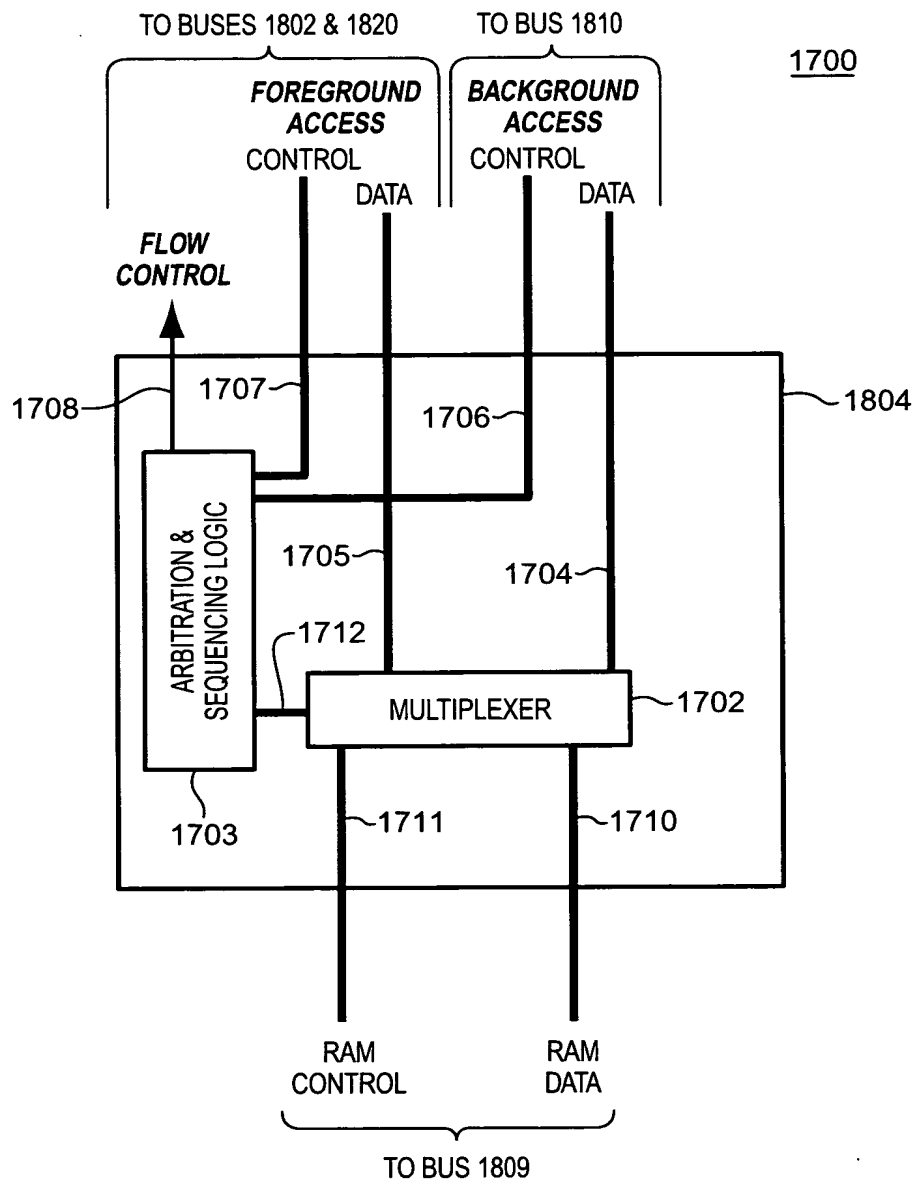 TO BUSES 1802 & 1820
TO BUS 1810
1700
FOREGROUND
ACCESS
CONTROL
DATA
BACKGROUND
ACCESS
CONTROL
DATA
FLOW
CONTROL
1708
1707
1706
1804
ARBITRATION &
SEQUENCING LOGIC
1705
1704
1712
MULTIPLEXER
1702
1703
1711
1710
RAM
CONTROL
RAM
DATA
TO BUS 1809